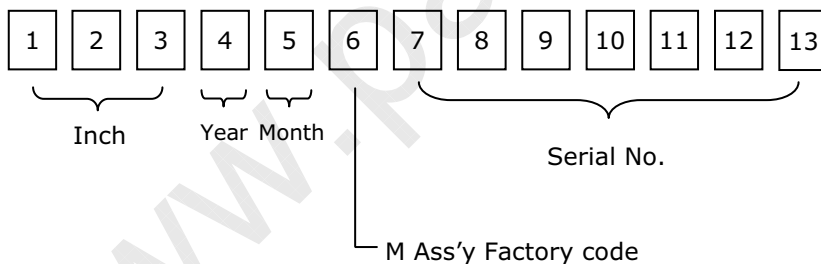 1 2 3 4 5 6 7 8 9 10 11 12 13
Inch Year Month
Serial No.
M Ass’y Factory code